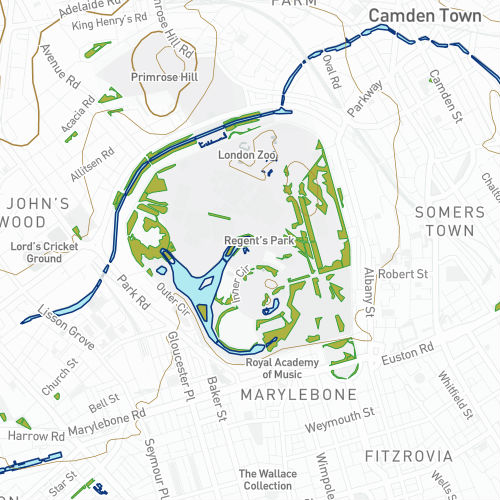 Adelaide Rd
FARM
King Henry's Rd
Camden Town
Primrose Hill Rd
Avenue Rd
Oval Rd
Primrose Hill
Parkway
Camden St
Acacia Rd
Allitsen Rd
London Zoo
ST JOHN'S
WOOD
SOMERS
TOWN
Lord's Cricket
Ground
Regent's Park
Inner Cir
Robert St
Park Rd
Outer Cir
Albany St
Lisson Grove
Gloucester Pl
Euston Rd
Church St
Royal Academy
of Music
Baker St
MARYLEBONE
Whitfield St
Bell St
Marylebone Rd
Weymouth St
Harrow Rd
Seymour Pl
FITZROVIA
Star St
The Wallace
Collection